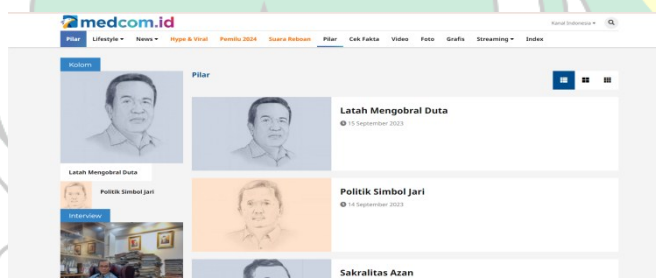 medcom.id
Kanal Indonesia
Pilar Lifestyle News Hype & Viral Pemilu 2024 Suara Reboan Pilar Cek Fakta Video Foto Grafis Streaming Index
Kolom
Latah Mengobral Duta
Politik Simbol Jari
Interview
Pilar
Latah Mengobral Duta
15 September 2023
Politik Simbol Jari
14 September 2023
Sakralitas Azan